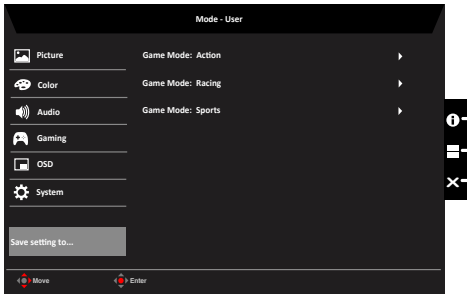 Mode - User
Picture
Game Mode: Action
Color
Game Mode: Racing
Audio
Game Mode: Sports
Gaming
OSD
System
Save setting to...
Move
Enter